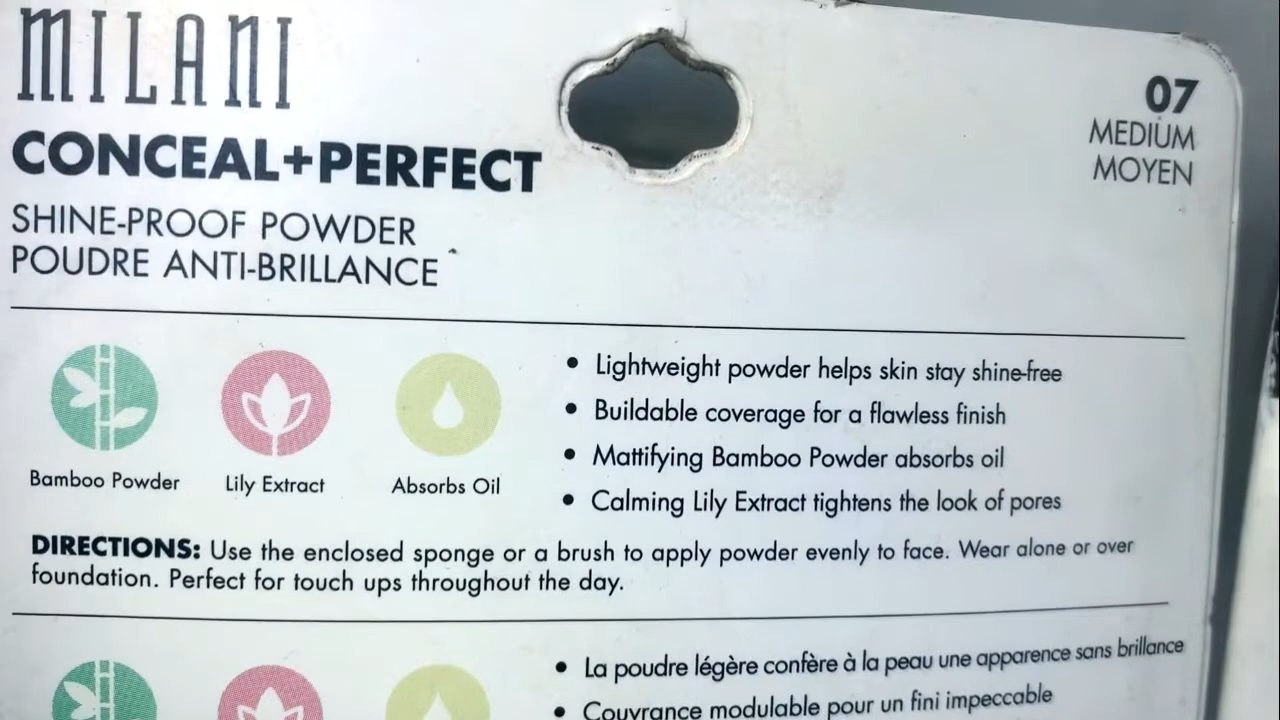 MILANI
CONCEAL+PERFECT
SHINE-PROOF POWDER
POUDRE ANTI-BRILLANCE
07
MEDIUM
MOYEN
Bamboo Powder
Lily Extract
Absorbs Oil
• Lightweight powder helps skin stay shine-free
• Buildable coverage for a flawless finish
• Mattifying Bamboo Powder absorbs oil
• Calming Lily Extract tightens the look of pores
DIRECTIONS: Use the enclosed sponge or a brush to apply powder evenly to face. Wear alone or over
foundation. Perfect for touch ups throughout the day.
• La poudre légère confère à la peau une apparence sans brillance
• Couvrance modulable pour un fini impeccable